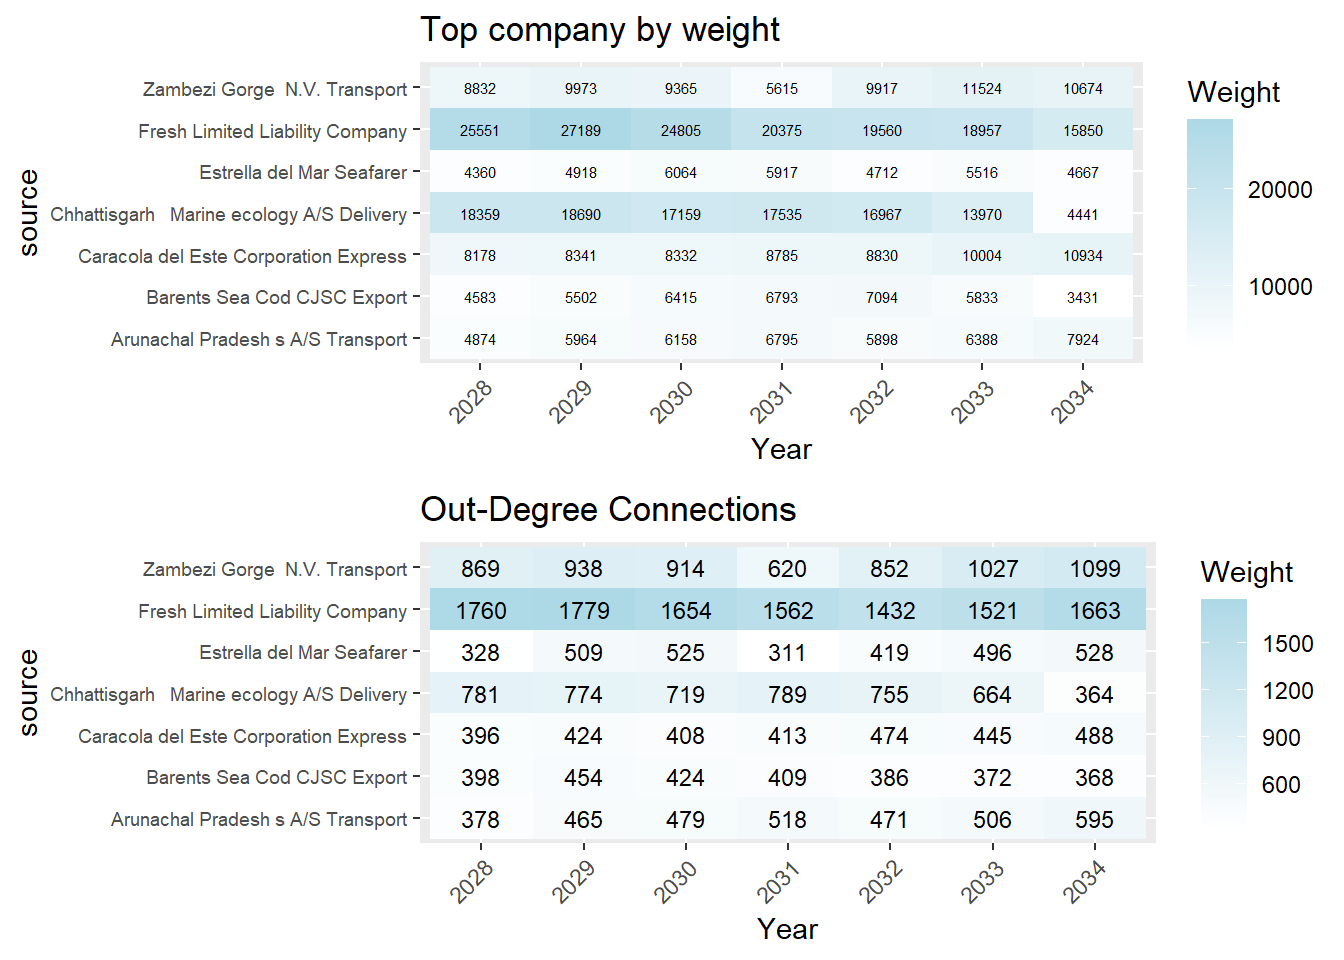 Top company by weight
Zambezi Gorge  N.V. Transport 8832 9973 9365 5615 9917 11524 10674
Fresh Limited Liability Company 25551 27189 24805 20375 19560 18957 15850
Estrella del Mar Seafarer 4360 4918 6064 5917 4712 5516 4667
Chhattisgarh   Marine ecology A/S Delivery 18359 18690 17159 17535 16967 13970 4441
Caracola del Este Corporation Express 8178 8341 8332 8785 8830 10004 10934
Barents Sea Cod CJSC Export 4583 5502 6415 6793 7094 5833 3431
Arunachal Pradesh s A/S Transport 4874 5964 6158 6795 5898 6388 7924
source
2028 2029 2030 2031 2032 2033 2034
Year
Weight
20000
10000
Out-Degree Connections
Zambezi Gorge  N.V. Transport 869 938 914 620 852 1027 1099
Fresh Limited Liability Company 1760 1779 1654 1562 1432 1521 1663
Estrella del Mar Seafarer 328 509 525 311 419 496 528
Chhattisgarh   Marine ecology A/S Delivery 781 774 719 789 755 664 364
Caracola del Este Corporation Express 396 424 408 413 474 445 488
Barents Sea Cod CJSC Export 398 454 424 409 386 372 368
Arunachal Pradesh s A/S Transport 378 465 479 518 471 506 595
source
2028 2029 2030 2031 2032 2033 2034
Year
Weight
1500
1200
900
600